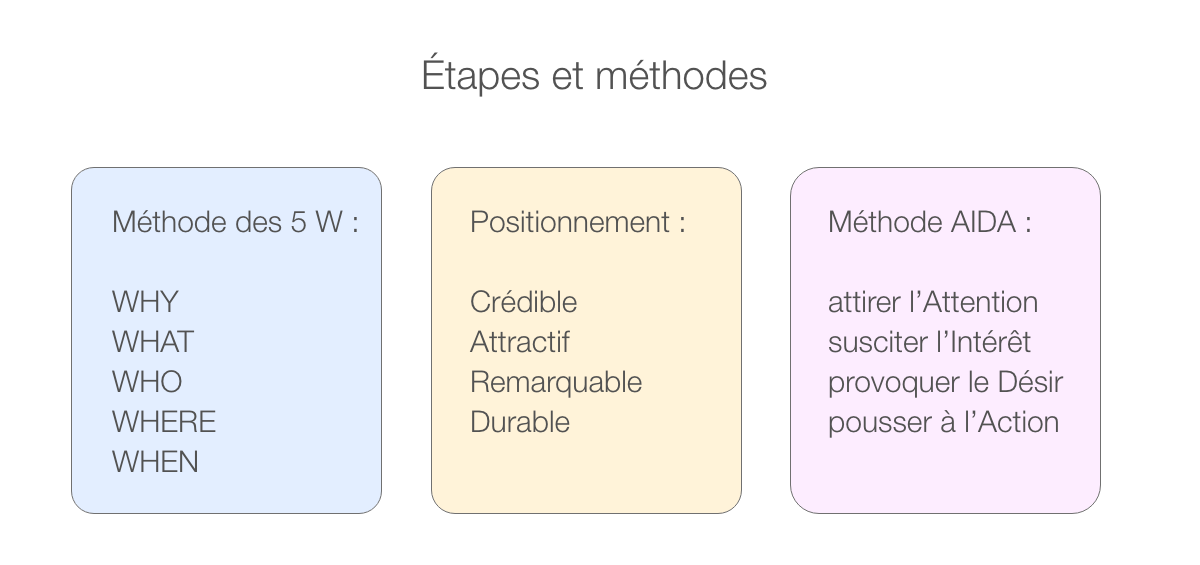 Étapes et méthodes
Méthode des 5 W :
WHY
WHAT
WHO
WHERE
WHEN
Positionnement :
Crédible
Attractif
Remarquable
Durable
Méthode AIDA :
attirer l’Attention
susciter l’Intérêt
provoquer le Désir
pousser à l’Action